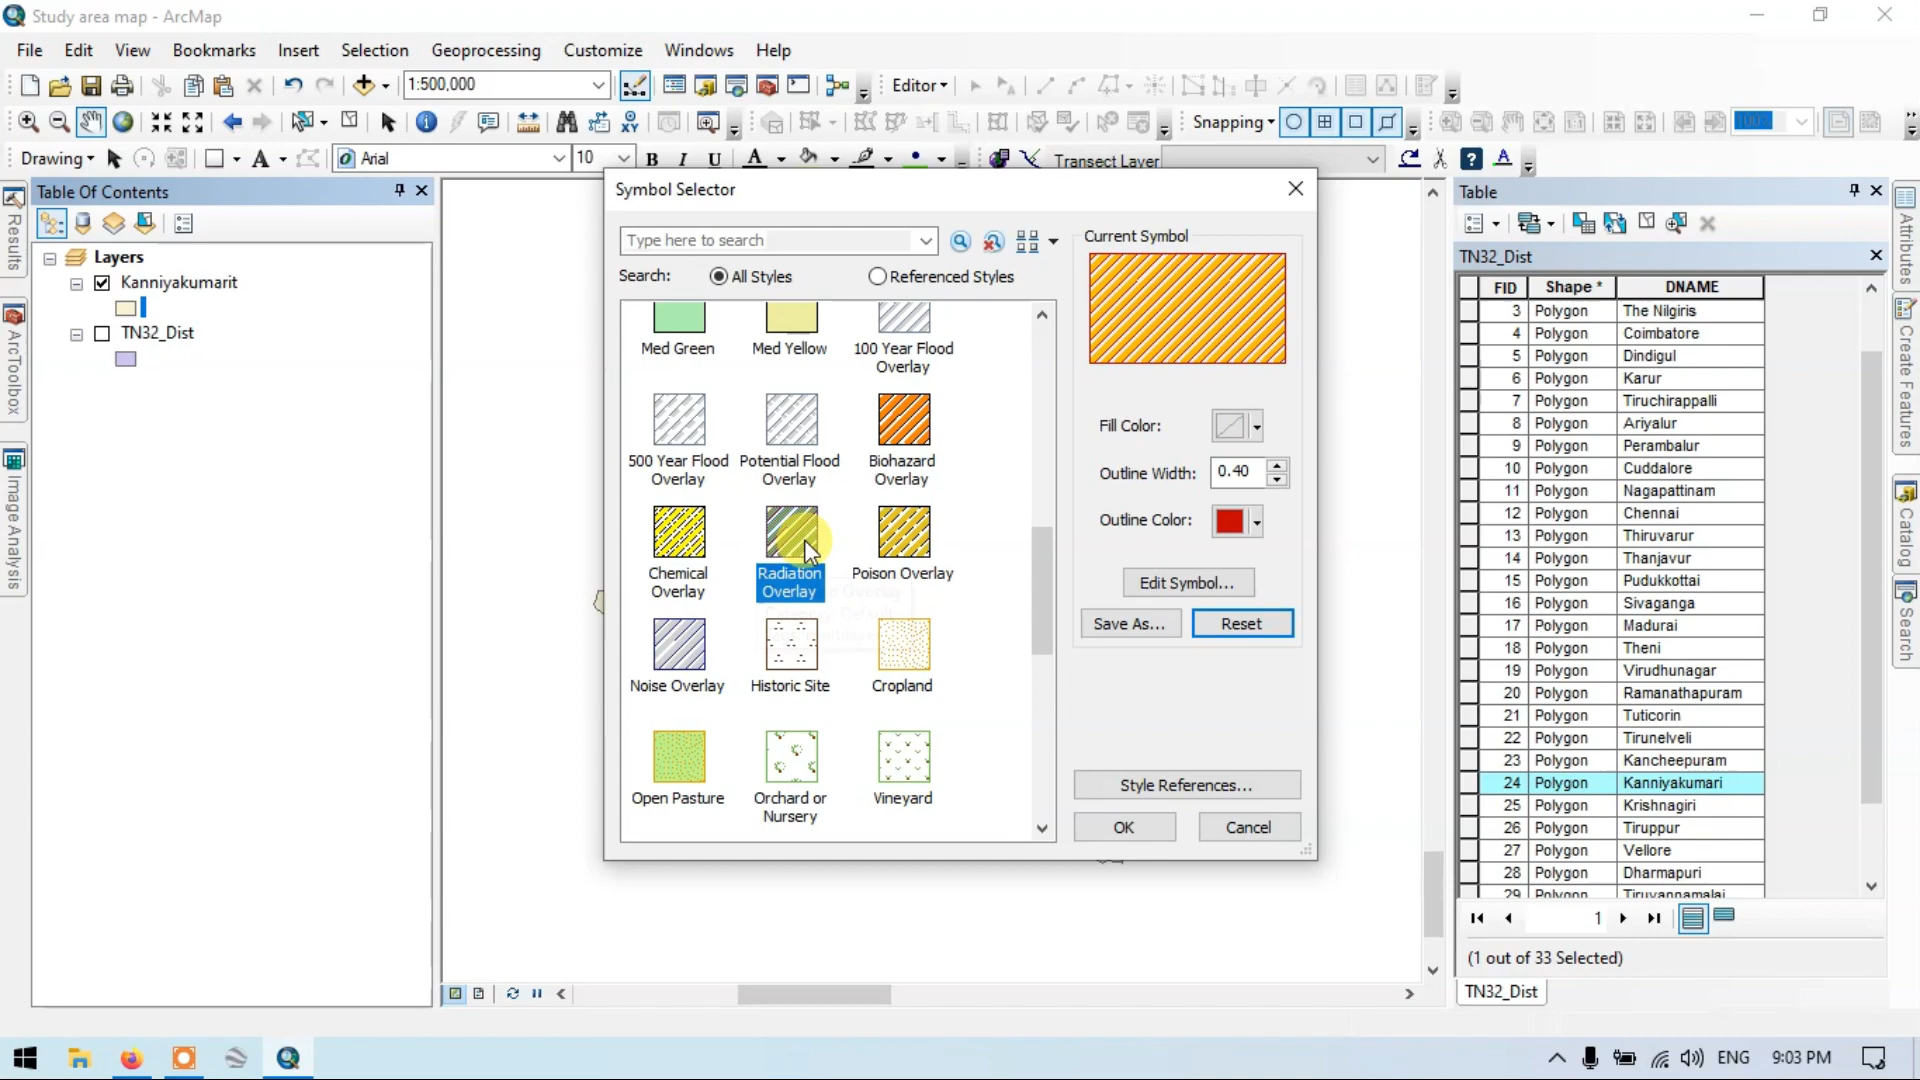 Study area map - ArcMap
File Edit View Bookmarks Insert Selection Geoprocessing Customize Windows Help
1:500,000
Editor
Snapping
100%
Drawing
Arial
10
B I U A
Transect Layer
Table Of Contents
Layers
Kanniyakumarit
TN32_Dist
Results
ArcToolbox
Image Analysis
Symbol Selector
Type here to search
Search:
All Styles
Referenced Styles
Med Green
Med Yellow
100 Year Flood
Overlay
500 Year Flood
Overlay
Potential Flood
Overlay
Biohazard
Overlay
Chemical
Overlay
Radiation
Overlay
Poison Overlay
Noise Overlay
Historic Site
Cropland
Open Pasture
Orchard or
Nursery
Vineyard
Current Symbol
Fill Color:
Outline Width:
0.40
Outline Color:
Edit Symbol...
Save As...
Reset
Style References...
OK
Cancel
Table
TN32_Dist
FID Shape * DNAME
3 Polygon The Nilgiris
4 Polygon Coimbatore
5 Polygon Dindigul
6 Polygon Karur
7 Polygon Tiruchirappalli
8 Polygon Ariyalur
9 Polygon Perambalur
10 Polygon Cuddalore
11 Polygon Nagapattinam
12 Polygon Chennai
13 Polygon Thiruvarur
14 Polygon Thanjavur
15 Polygon Pudukkottai
16 Polygon Sivaganga
17 Polygon Madurai
18 Polygon Theni
19 Polygon Virudhunagar
20 Polygon Ramanathapuram
21 Polygon Tuticorin
22 Polygon Tirunelveli
23 Polygon Kancheepuram
24 Polygon Kanniyakumari
25 Polygon Krishnagiri
26 Polygon Tiruppur
27 Polygon Vellore
28 Polygon Dharmapuri
29 Polygon Tiruvannamalai
1
(1 out of 33 Selected)
TN32_Dist
Attributes
Create Features
Catalog
Search
ENG
9:03 PM